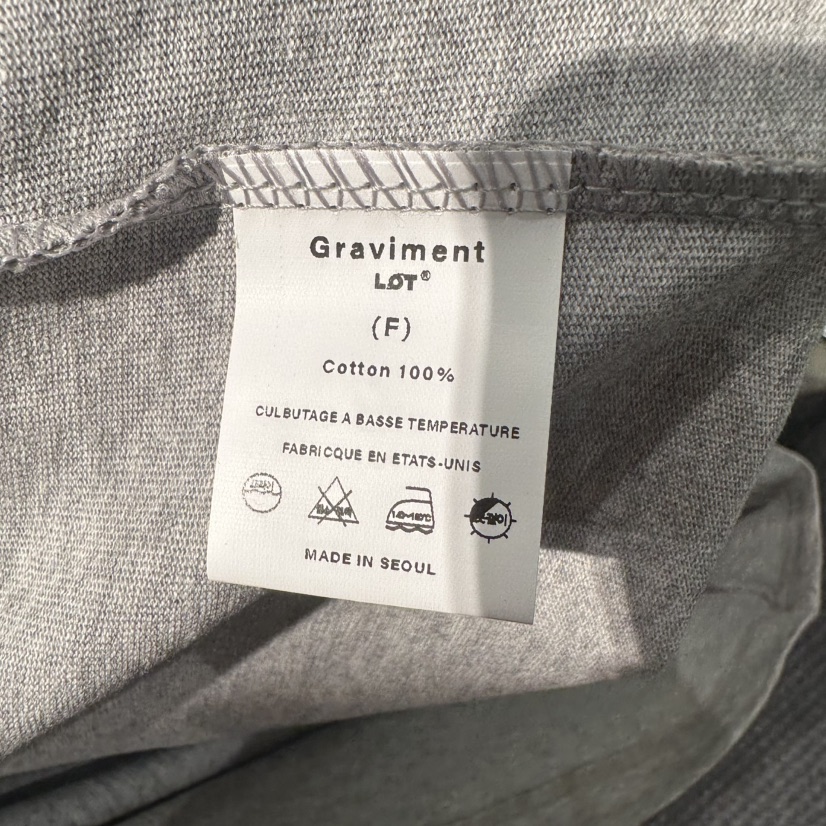 Graviment
LOT®
(F)
Cotton 100%
CULBUTAGE A BASSE TEMPERATURE
FABRICQUE EN ETATS-UNIS
MADE IN SEOUL